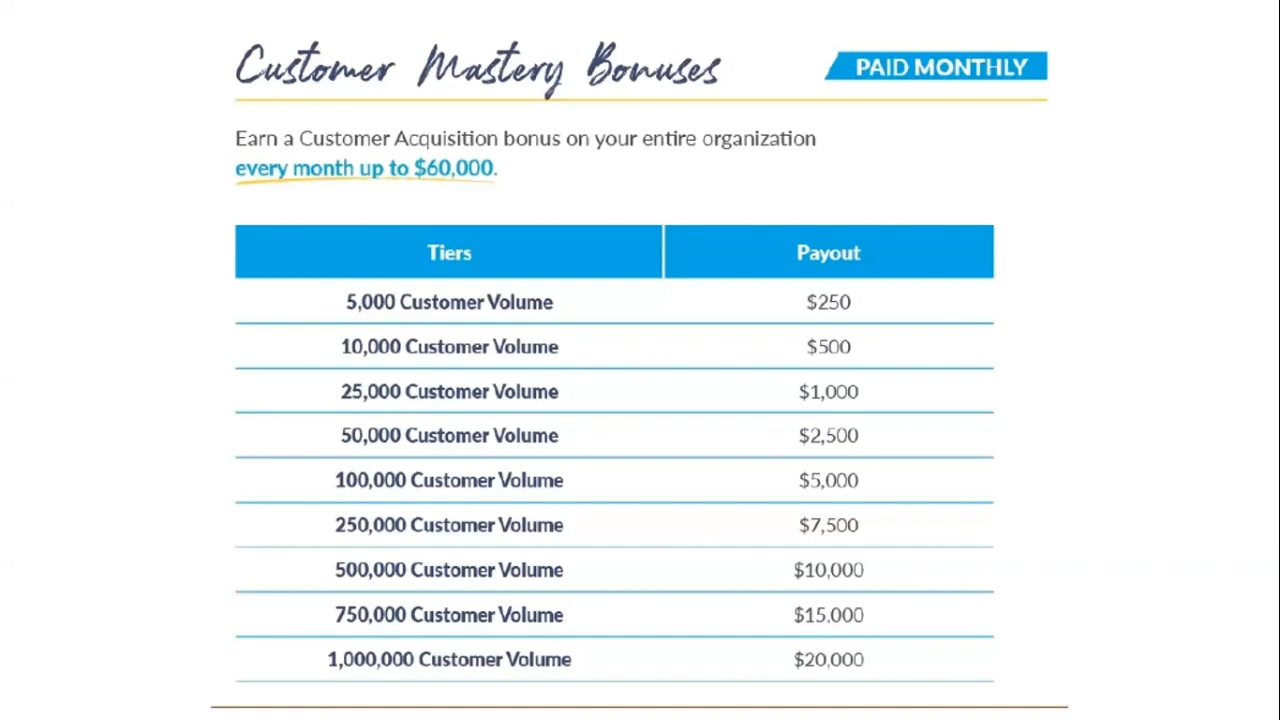 Customer Mastery Bonuses
PAID MONTHLY
Earn a Customer Acquisition bonus on your entire organization
every month up to $60,000.
Tiers Payout
5,000 Customer Volume $250
10,000 Customer Volume $500
25,000 Customer Volume $1,000
50,000 Customer Volume $2,500
100,000 Customer Volume $5,000
250,000 Customer Volume $7,500
500,000 Customer Volume $10,000
750,000 Customer Volume $15,000
1,000,000 Customer Volume $20,000